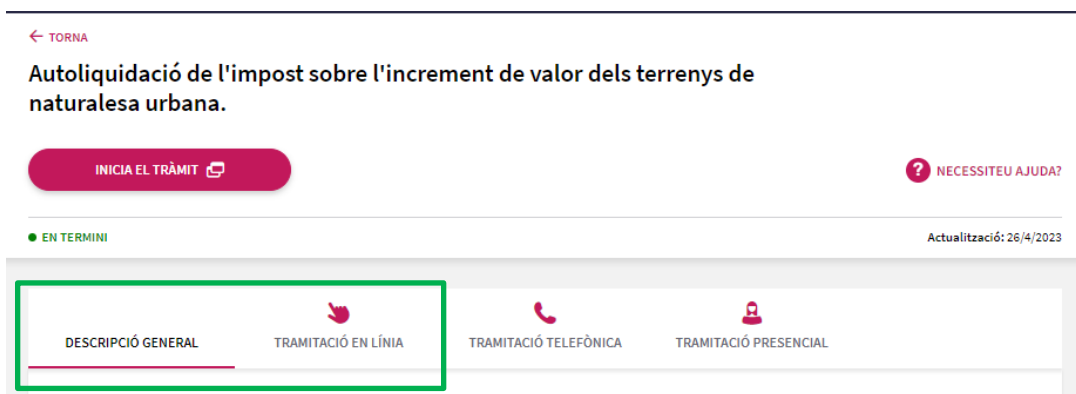 ← TORNA
Autoliquidació de l'impost sobre l'increment de valor dels terrenys de
naturalesa urbana.
INICIA EL TRÀMIT
? NECESSITEU AJUDA?
EN TERMINI
Actualització: 26/4/2023
DESCRIPCIÓ GENERAL
TRAMITACIÓ EN LÍNIA
TRAMITACIÓ TELEFÒNICA
TRAMITACIÓ PRESENCIAL